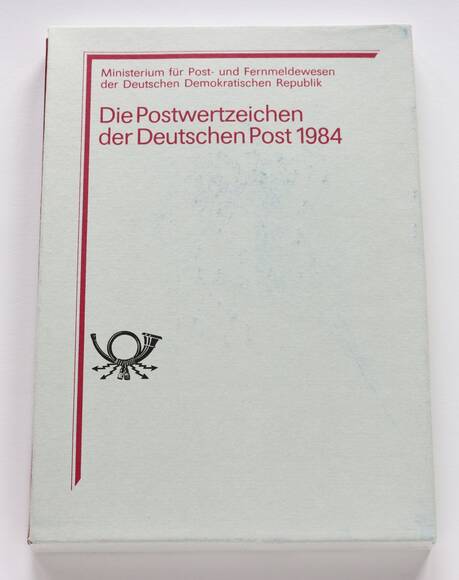 Ministerium für Post- und Fernmeldewesen
der Deutschen Demokratischen Republik
Die Postwertzeichen
der Deutschen Post 1984